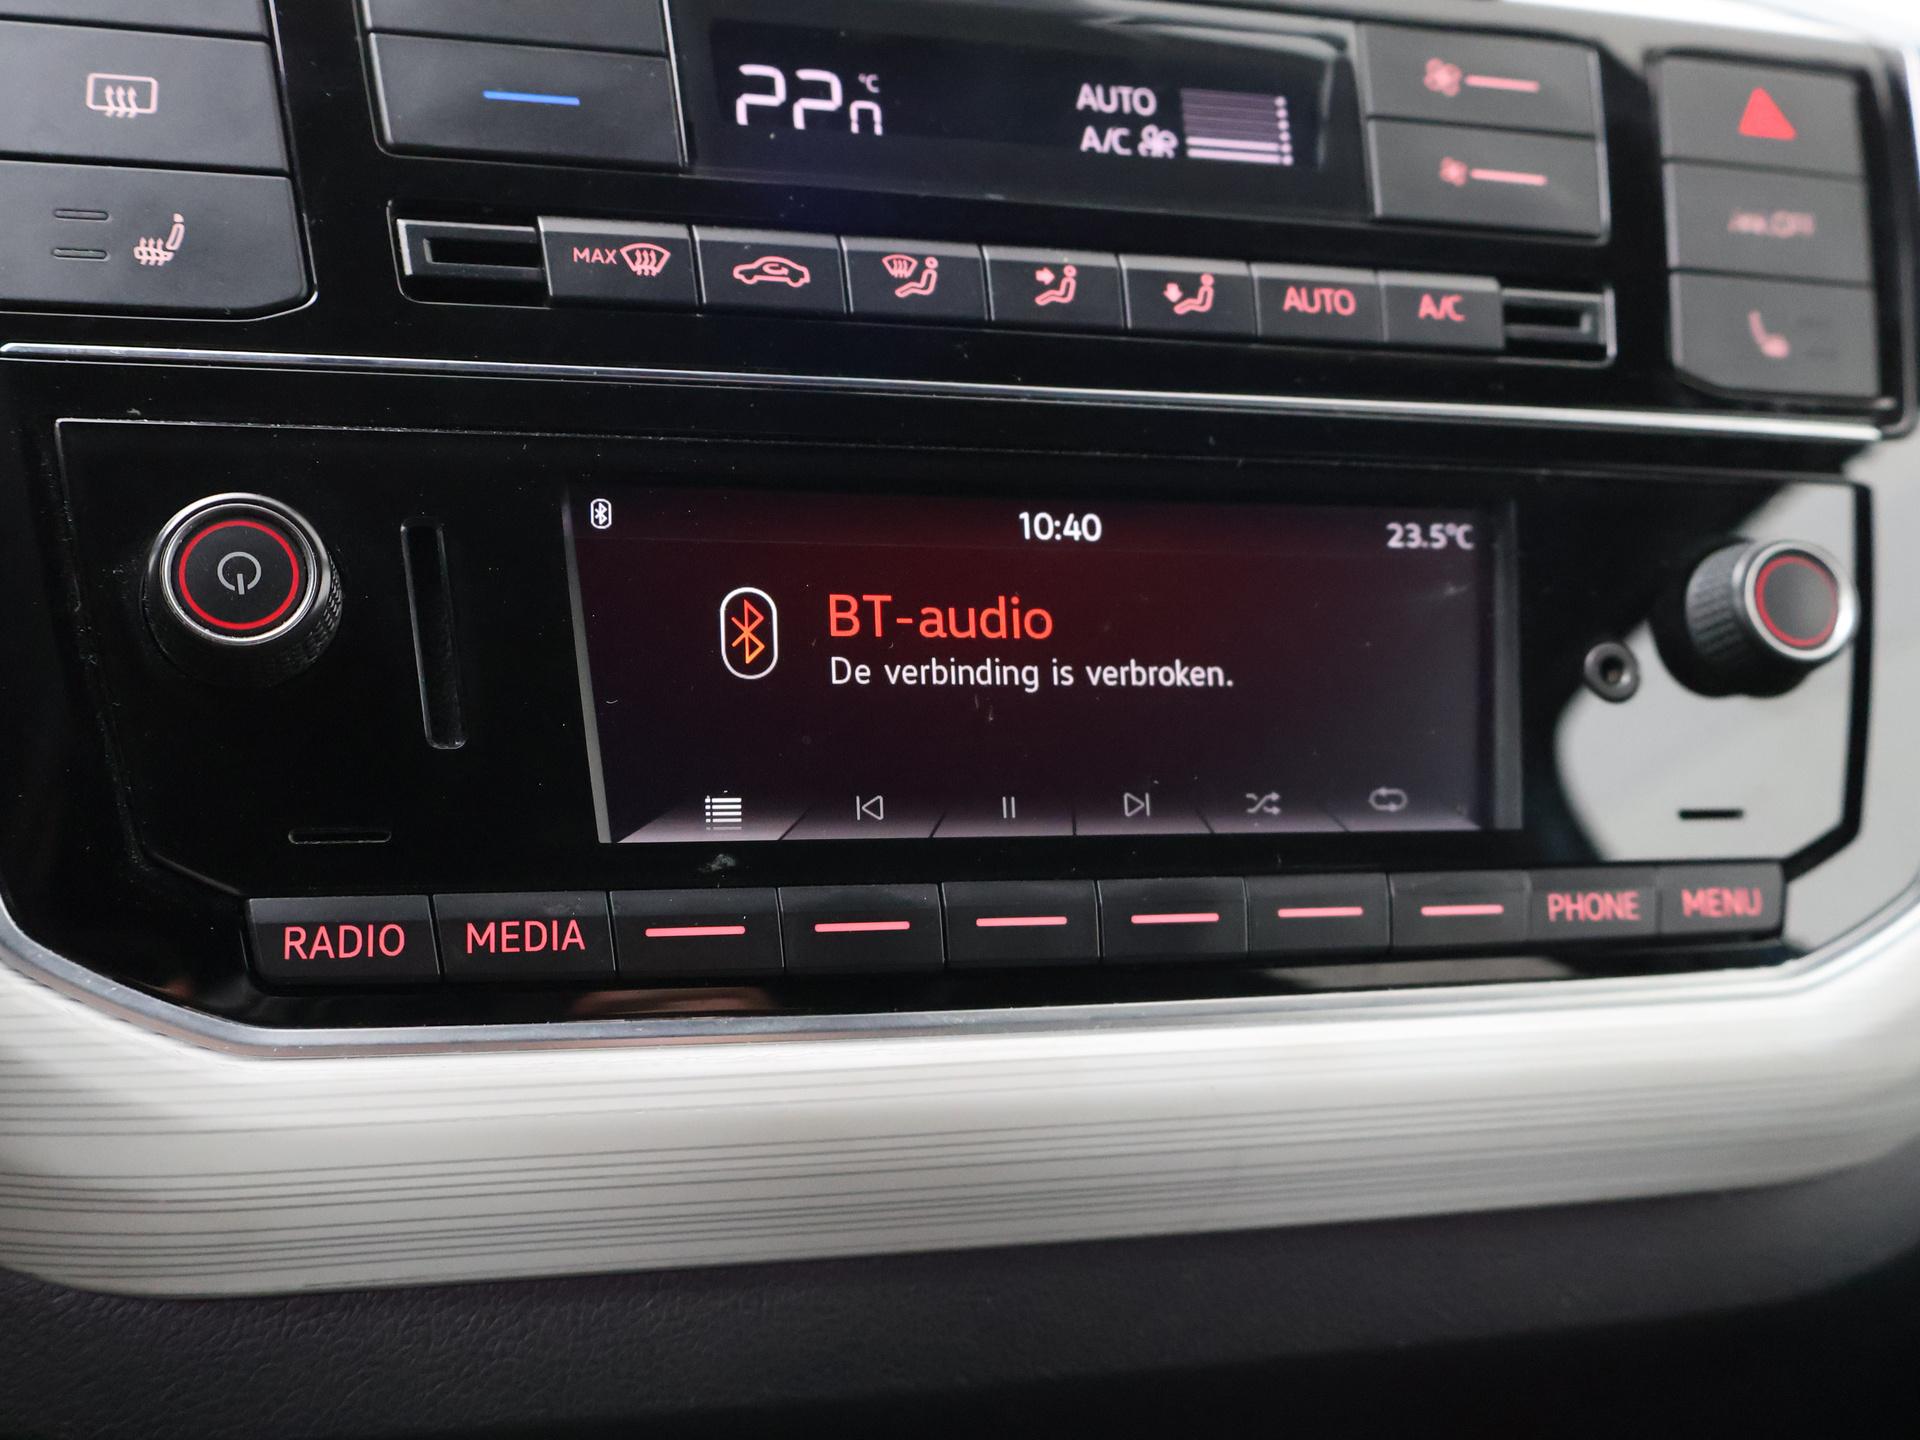 22 °C
AUTO
A/C
MAX
AUTO
A/C
10:40
23.5°C
BT-audio
De verbinding is verbroken.
RADIO
MEDIA
PHONE
MENU